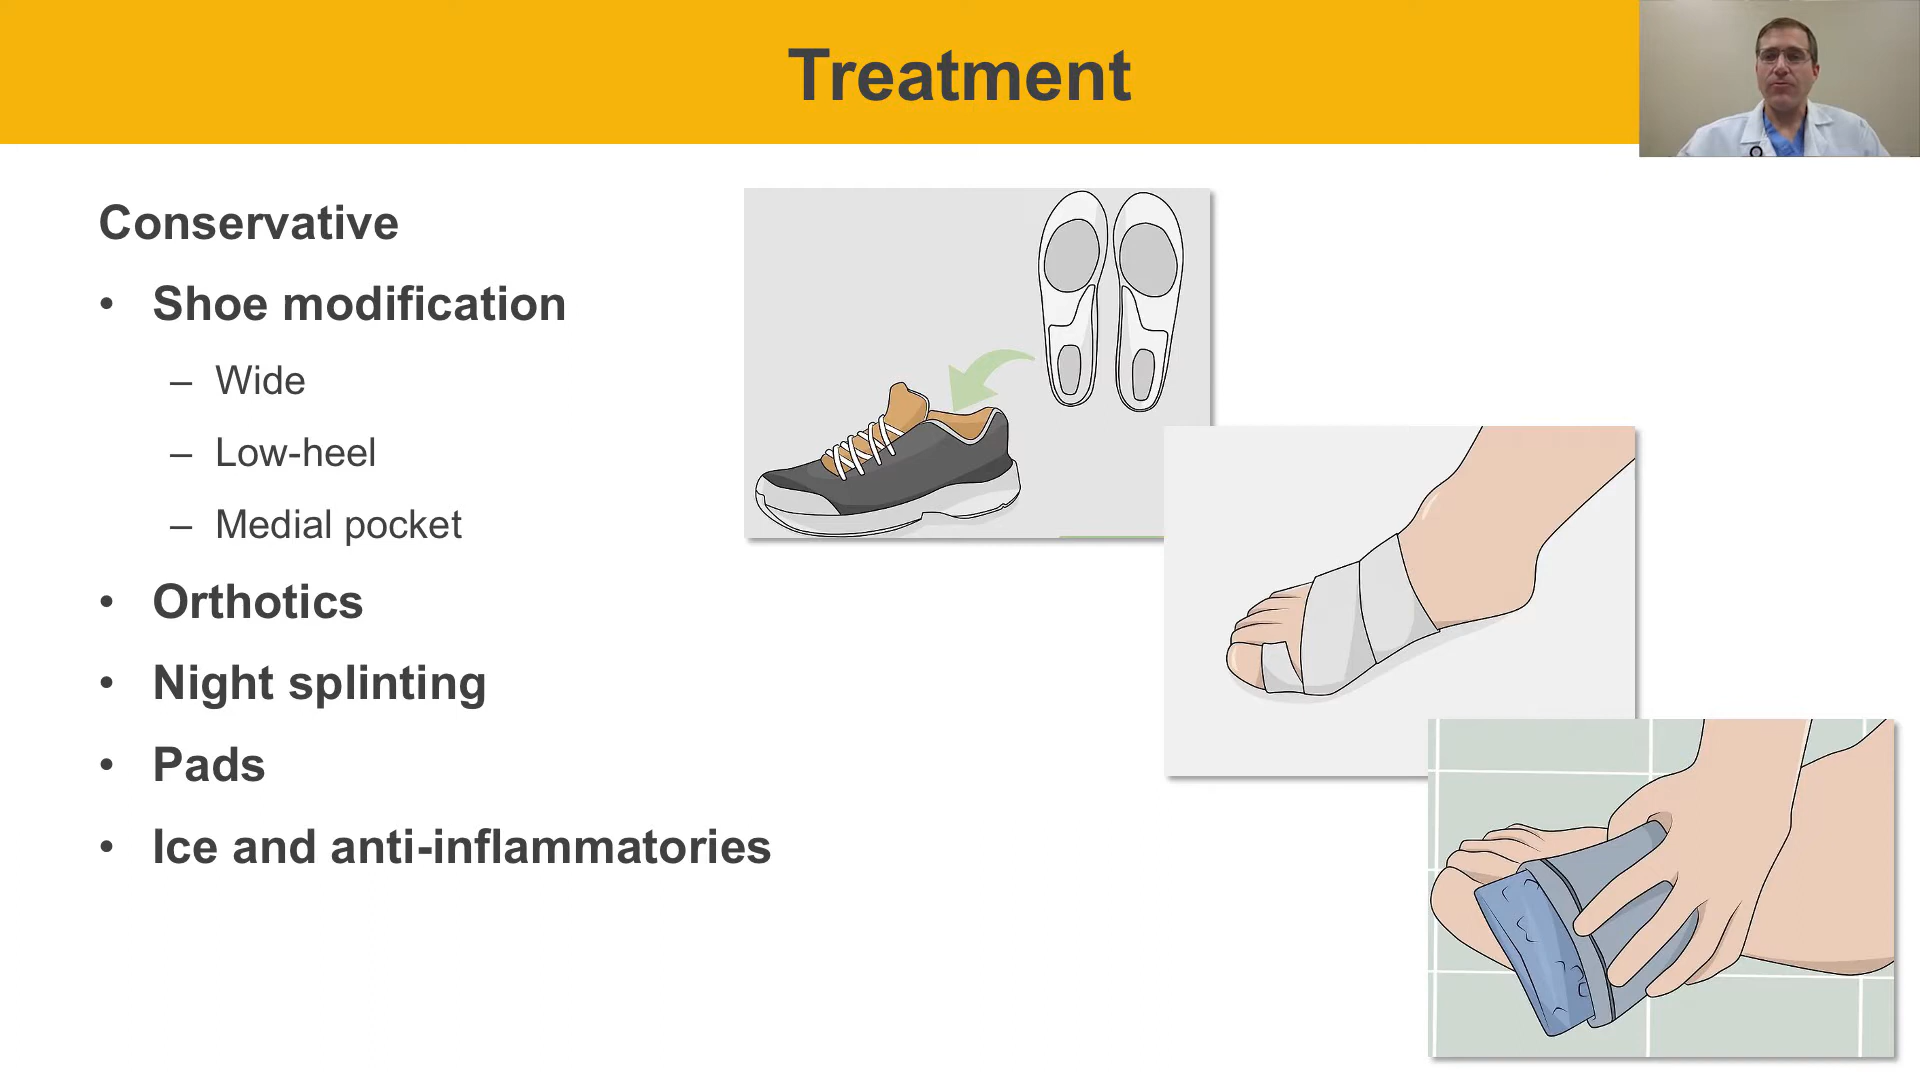 Treatment
Conservative
• Shoe modification
– Wide
– Low-heel
– Medial pocket
• Orthotics
• Night splinting
• Pads
• Ice and anti-inflammatories